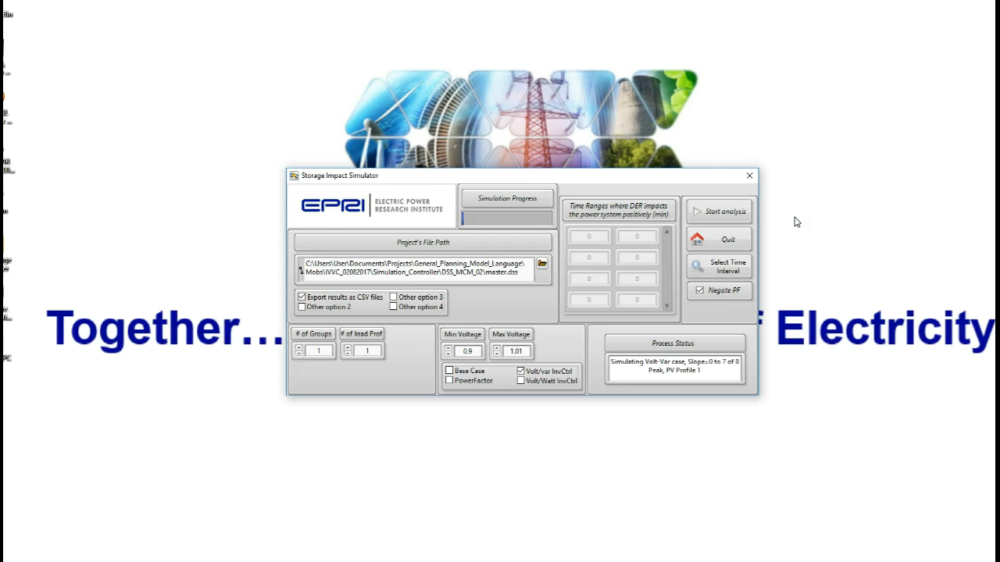 Storage Impact Simulator
EPRI
ELECTRIC POWER
RESEARCH INSTITUTE
Simulation Progress
Time Ranges where DER impacts
the power system positively (min)
0 0
0 0
0 0
0 0
Start analysis
Quit
Select Time
Interval
Negate PF
Project's File Path
C:\Users\User\Documents\Projects\General_Planning_Model_Language\
Mobs\IVVC_02082017\Simulation_Controller\DSS_MCM_02\master.dss
Export results as CSV files Other option 3
Other option 2 Other option 4
# of Groups # of Irrad Prof
1 1
Min Voltage Max Voltage
0.9 1.01
Base Case Volt/var InvCtrl
PowerFactor Volt/Watt InvCtrl
Process Status
Simulating Volt-Var case, Slope=0 to 7 of 8
Peak, PV Profile 1
Together... f Electricity